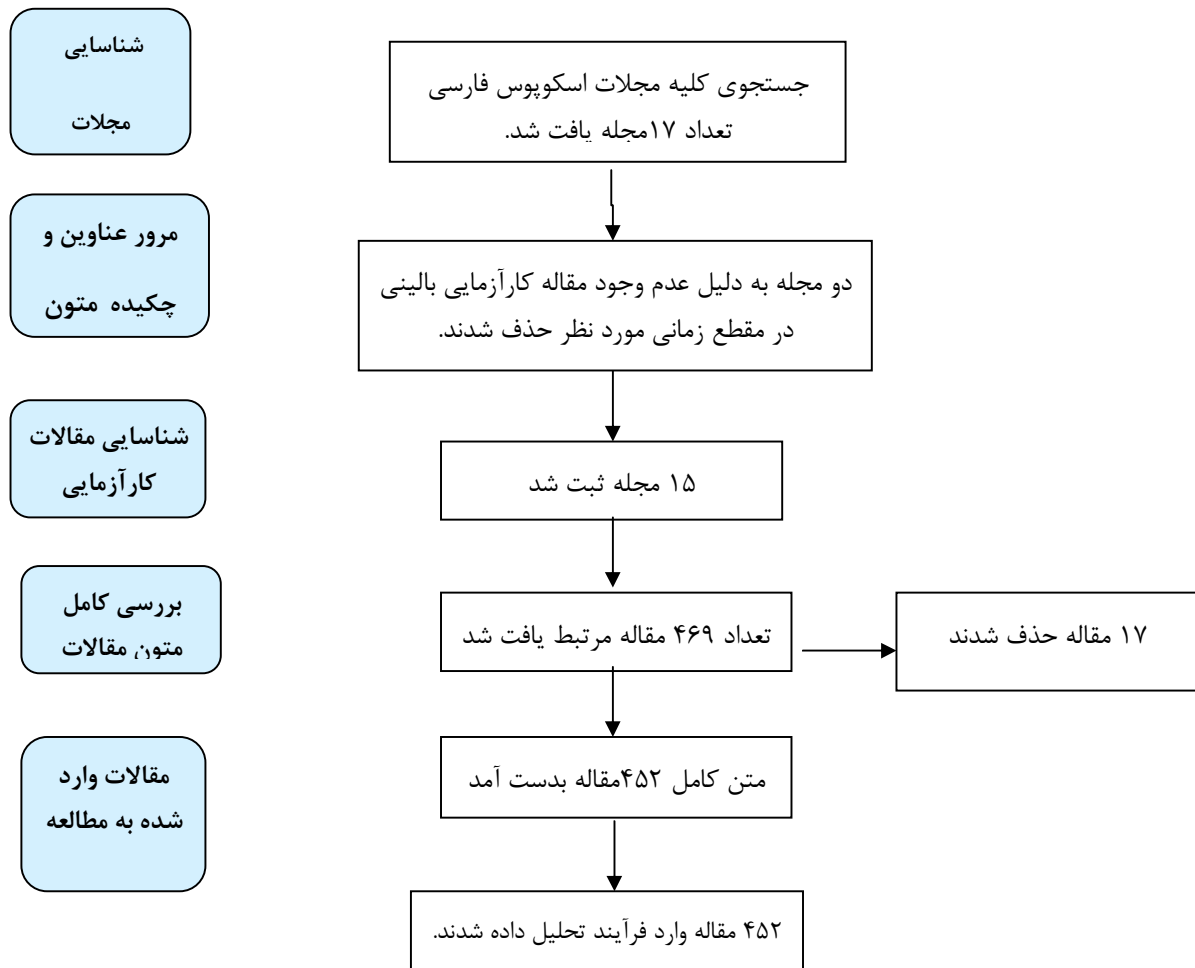 شناسایی
مجلات
جستجوی کلیه مجلات اسکوپوس فارسی
تعداد ۱۷مجله یافت شد.
مرور عناوین و
چکیده متون
دو مجله به دلیل عدم وجود مقاله کارآزمایی بالینی
در مقطع زمانی مورد نظر حذف شدند.
شناسایی مقالات
کارآزمایی
۱۵ مجله ثبت شد
بررسی کامل
متون مقالات
تعداد ۴۶۹ مقاله مرتبط یافت شد
۱۷ مقاله حذف شدند
مقالات وارد
شده به مطالعه
متن کامل ۴۵۲مقاله بدست آمد
۴۵۲ مقاله وارد فرآیند تحلیل داده شدند.